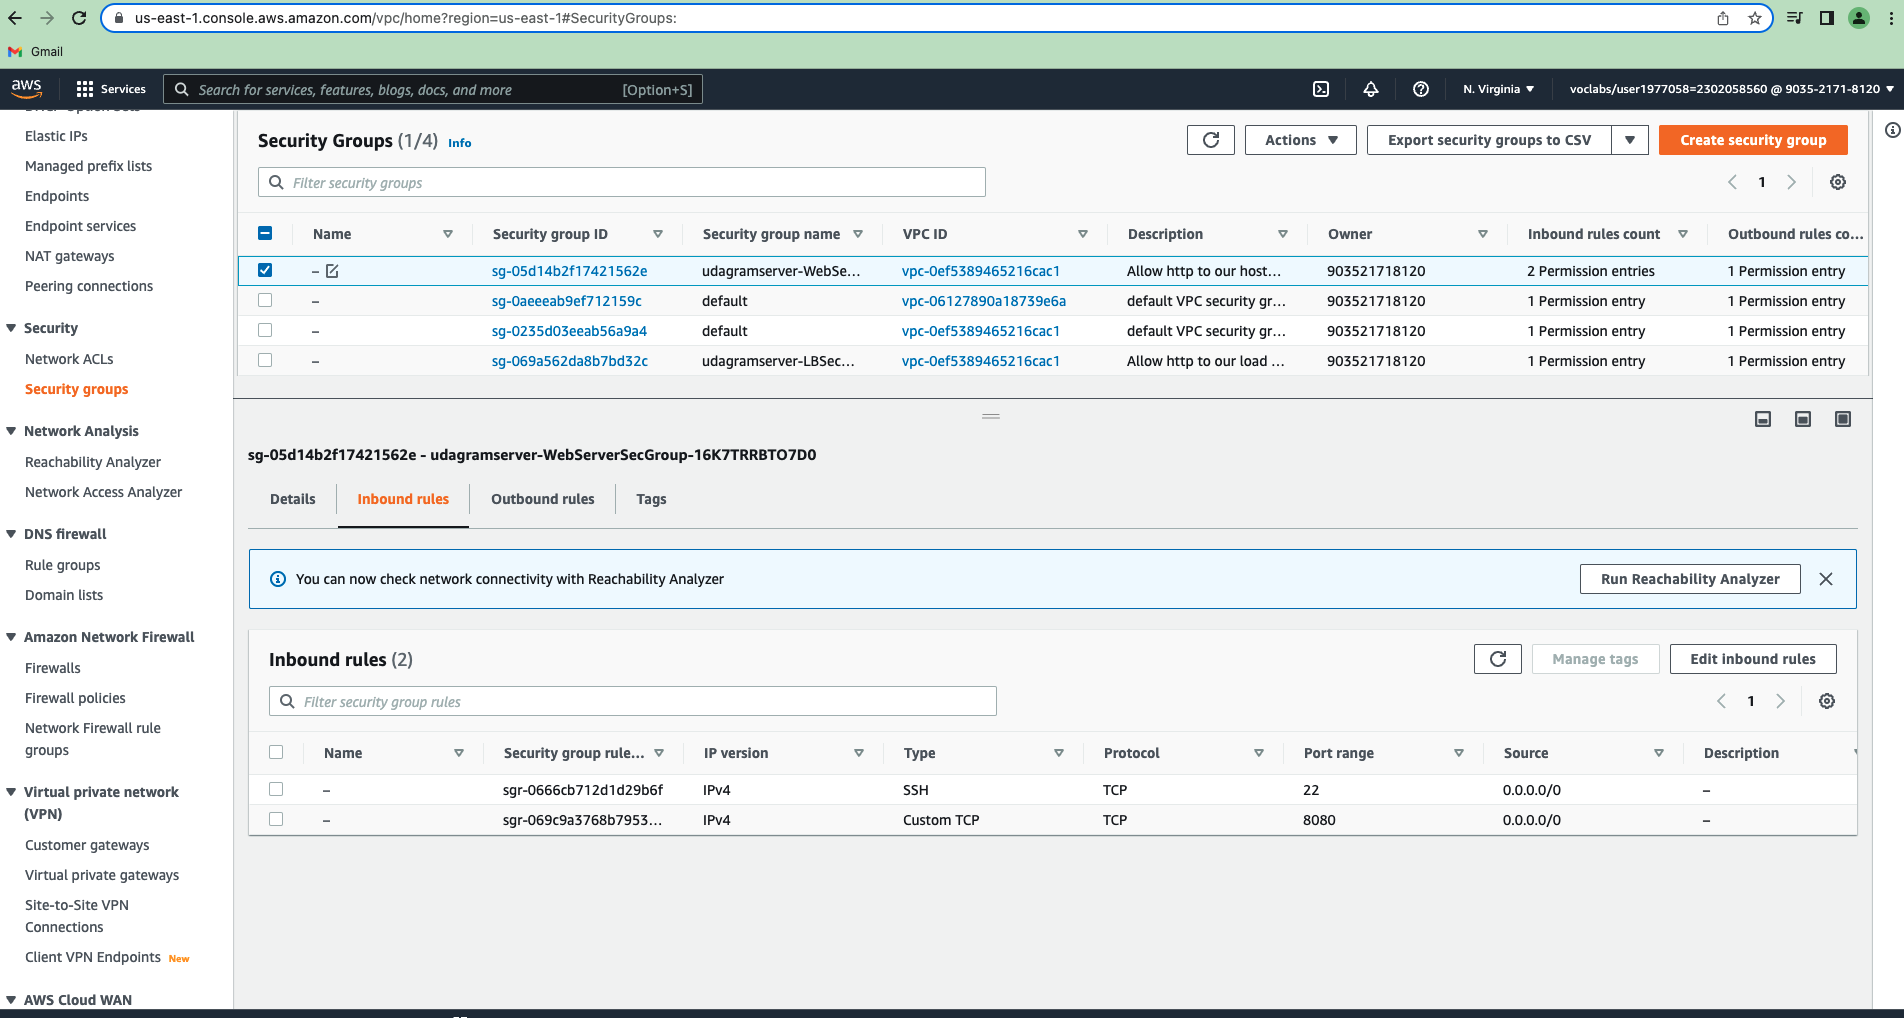 us-east-1.console.aws.amazon.com/vpc/home?region=us-east-1#SecurityGroups:
Gmail
aws
Services
Search for services, features, blogs, docs, and more
[Option+S]
N. Virginia
voclabs/user1977058=2302058560 @ 9035-2171-8120
Elastic IPs
Managed prefix lists
Endpoints
Endpoint services
NAT gateways
Peering connections
Security
Network ACLs
Security groups
Network Analysis
Reachability Analyzer
Network Access Analyzer
DNS firewall
Rule groups
Domain lists
Amazon Network Firewall
Firewalls
Firewall policies
Network Firewall rule
groups
Virtual private network
(VPN)
Customer gateways
Virtual private gateways
Site-to-Site VPN
Connections
Client VPN Endpoints New
AWS Cloud WAN
Security Groups (1/4) Info
Actions
Export security groups to CSV
Create security group
Filter security groups
1
Name Security group ID Security group name VPC ID Description Owner Inbound rules count Outbound rules co...
– sg-05d14b2f17421562e udagramserver-WebSe... vpc-0ef5389465216cac1 Allow http to our host... 903521718120 2 Permission entries 1 Permission entry
– sg-0aeeeab9ef712159c default vpc-06127890a18739e6a default VPC security gr... 903521718120 1 Permission entry 1 Permission entry
– sg-0235d03eeab56a9a4 default vpc-0ef5389465216cac1 default VPC security gr... 903521718120 1 Permission entry 1 Permission entry
– sg-069a562da8b7bd32c udagramserver-LBSec... vpc-0ef5389465216cac1 Allow http to our load ... 903521718120 1 Permission entry 1 Permission entry
sg-05d14b2f17421562e - udagramserver-WebServerSecGroup-16K7TRRBTO7D0
Details Inbound rules Outbound rules Tags
You can now check network connectivity with Reachability Analyzer
Run Reachability Analyzer
Inbound rules (2)
Manage tags
Edit inbound rules
Filter security group rules
1
Name Security group rule... IP version Type Protocol Port range Source Description
– sgr-0666cb712d1d29b6f IPv4 SSH TCP 22 0.0.0.0/0 –
– sgr-069c9a3768b7953... IPv4 Custom TCP TCP 8080 0.0.0.0/0 –